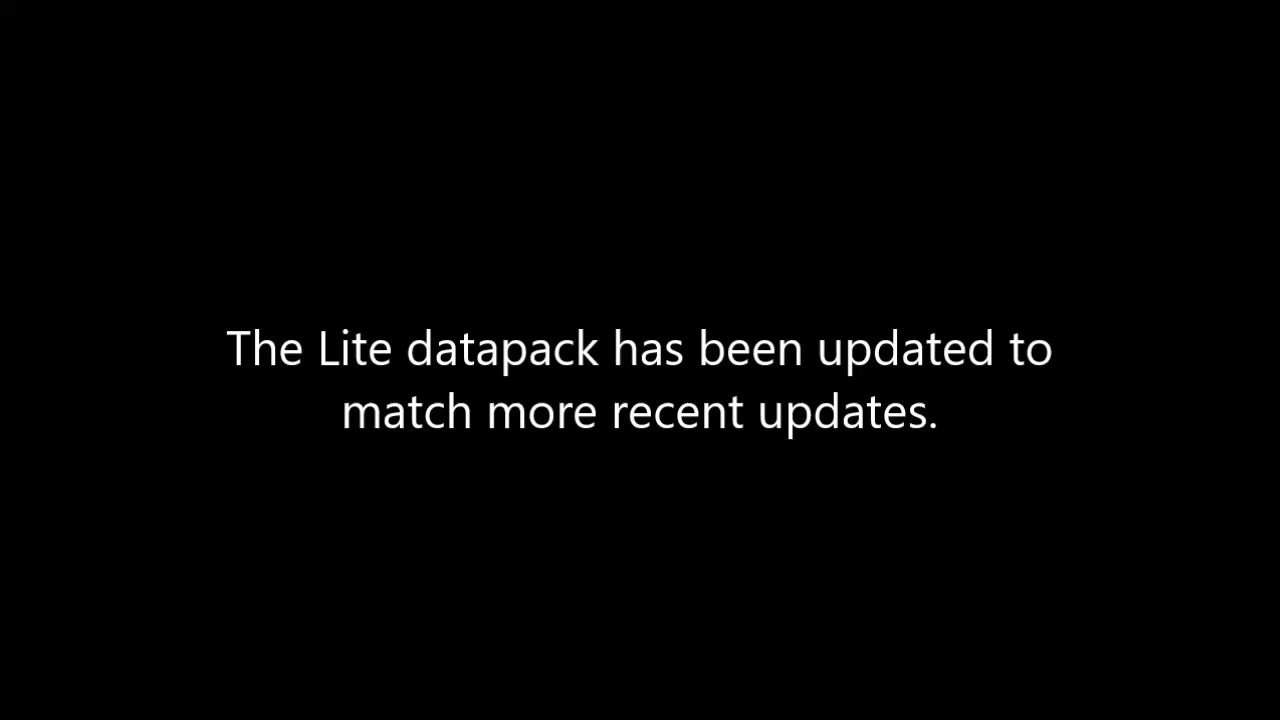 The Lite datapack has been updated to
match more recent updates.